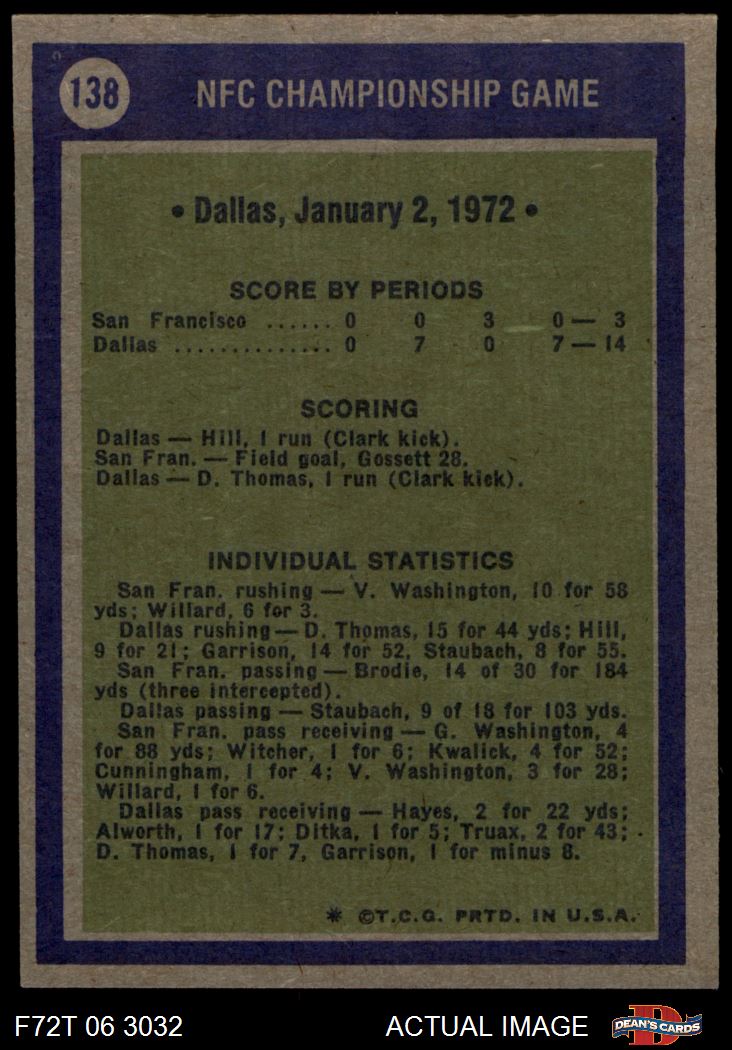 138
NFC CHAMPIONSHIP GAME
• Dallas, January 2, 1972 •
SCORE BY PERIODS
San Francisco ...... 0 0 3 0 — 3
Dallas .............. 0 7 0 7 — 14
SCORING
Dallas — Hill, 1 run (Clark kick).
San Fran. — Field goal, Gossett 28.
Dallas — D. Thomas, 1 run (Clark kick).
INDIVIDUAL STATISTICS
San Fran. rushing — V. Washington, 10 for 58
yds; Willard, 6 for 3.
Dallas rushing — D. Thomas, 15 for 44 yds; Hill,
9 for 21; Garrison, 14 for 52, Staubach, 8 for 55.
San Fran. passing — Brodie, 14 of 30 for 184
yds (three intercepted).
Dallas passing — Staubach, 9 of 18 for 103 yds.
San Fran. pass receiving — G. Washington, 4
for 88 yds; Witcher, 1 for 6; Kwalick, 4 for 52;
Cunningham, 1 for 4; V. Washington, 3 for 28;
Willard, 1 for 6.
Dallas pass receiving — Hayes, 2 for 22 yds;
Alworth, 1 for 17; Ditka, 1 for 5; Truax, 2 for 43;
D. Thomas, 1 for 7, Garrison, 1 for minus 8.
* ©T.C.G. PRTD. IN U.S.A.
F72T 06 3032 ACTUAL IMAGE
D
DEAN'S CARDS